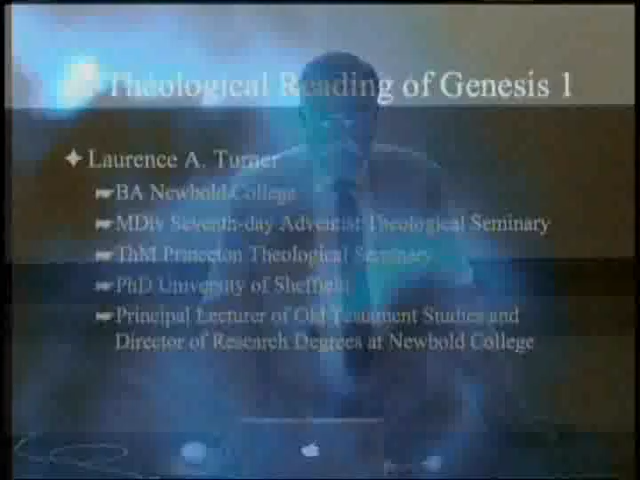 Theological Reading of Genesis 1
Laurence A. Turner
BA Newbold College
MDiv Seventh-day Adventist Theological Seminary
ThM Princeton Theological Seminary
PhD University of Sheffield
Principal Lecturer of Old Testament Studies and
Director of Research Degrees at Newbold College